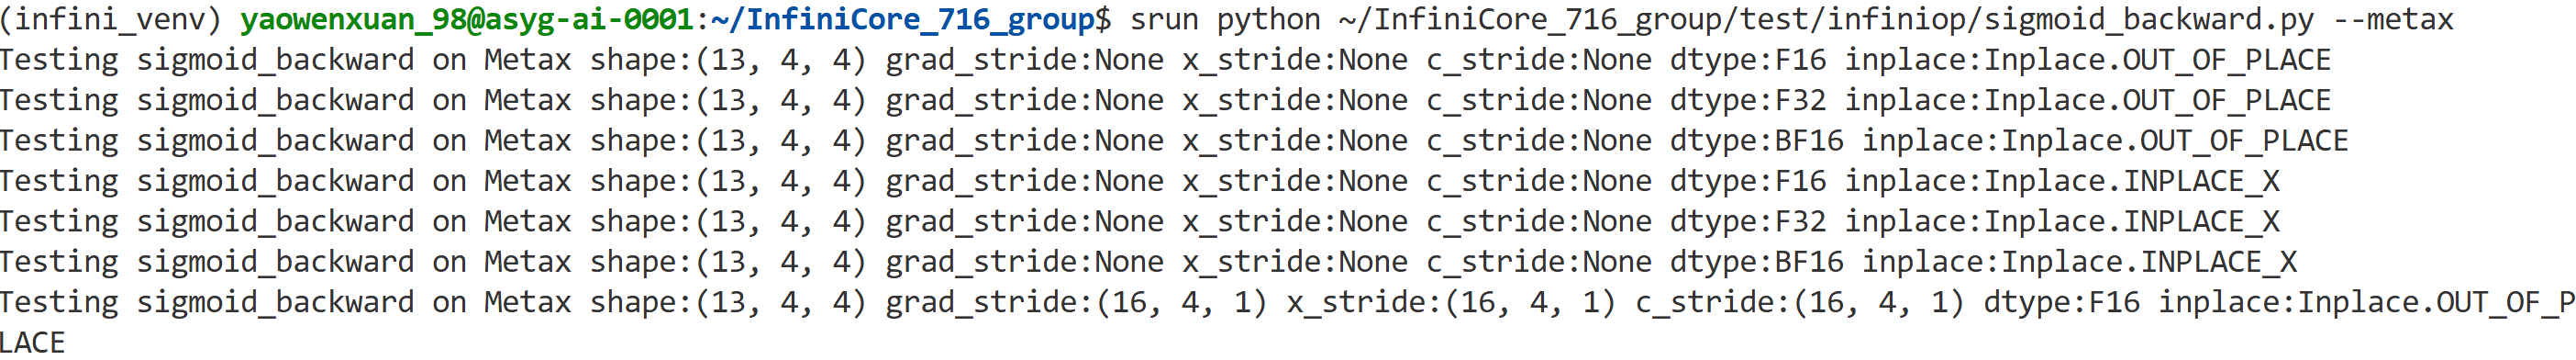 (infini_venv) yaowenxuan_98@asyg-ai-0001:~/InfiniCore_716_group$ srun python ~/InfiniCore_716_group/test/infiniop/sigmoid_backward.py --metax
Testing sigmoid_backward on Metax shape:(13, 4, 4) grad_stride:None x_stride:None c_stride:None dtype:F16 inplace:Inplace.OUT_OF_PLACE
Testing sigmoid_backward on Metax shape:(13, 4, 4) grad_stride:None x_stride:None c_stride:None dtype:F32 inplace:Inplace.OUT_OF_PLACE
Testing sigmoid_backward on Metax shape:(13, 4, 4) grad_stride:None x_stride:None c_stride:None dtype:BF16 inplace:Inplace.OUT_OF_PLACE
Testing sigmoid_backward on Metax shape:(13, 4, 4) grad_stride:None x_stride:None c_stride:None dtype:F16 inplace:Inplace.INPLACE_X
Testing sigmoid_backward on Metax shape:(13, 4, 4) grad_stride:None x_stride:None c_stride:None dtype:F32 inplace:Inplace.INPLACE_X
Testing sigmoid_backward on Metax shape:(13, 4, 4) grad_stride:None x_stride:None c_stride:None dtype:BF16 inplace:Inplace.INPLACE_X
Testing sigmoid_backward on Metax shape:(13, 4, 4) grad_stride:(16, 4, 1) x_stride:(16, 4, 1) c_stride:(16, 4, 1) dtype:F16 inplace:Inplace.OUT_OF_P
LACE